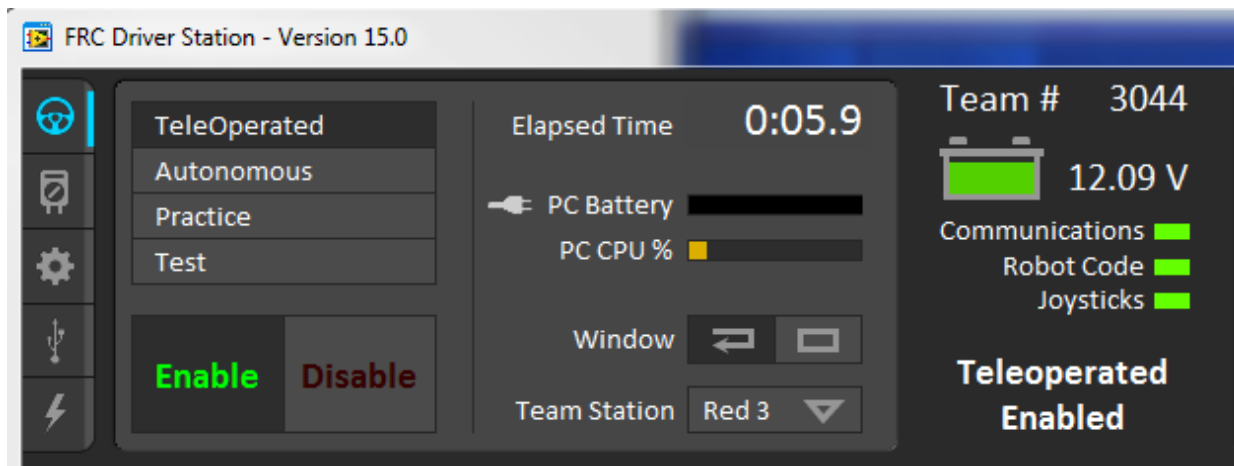 FRC Driver Station - Version 15.0
TeleOperated
Autonomous
Practice
Test
Enable
Disable
Elapsed Time 0:05.9
PC Battery
PC CPU %
Window
Team Station Red 3
Team # 3044
12.09 V
Communications
Robot Code
Joysticks
Teleoperated
Enabled